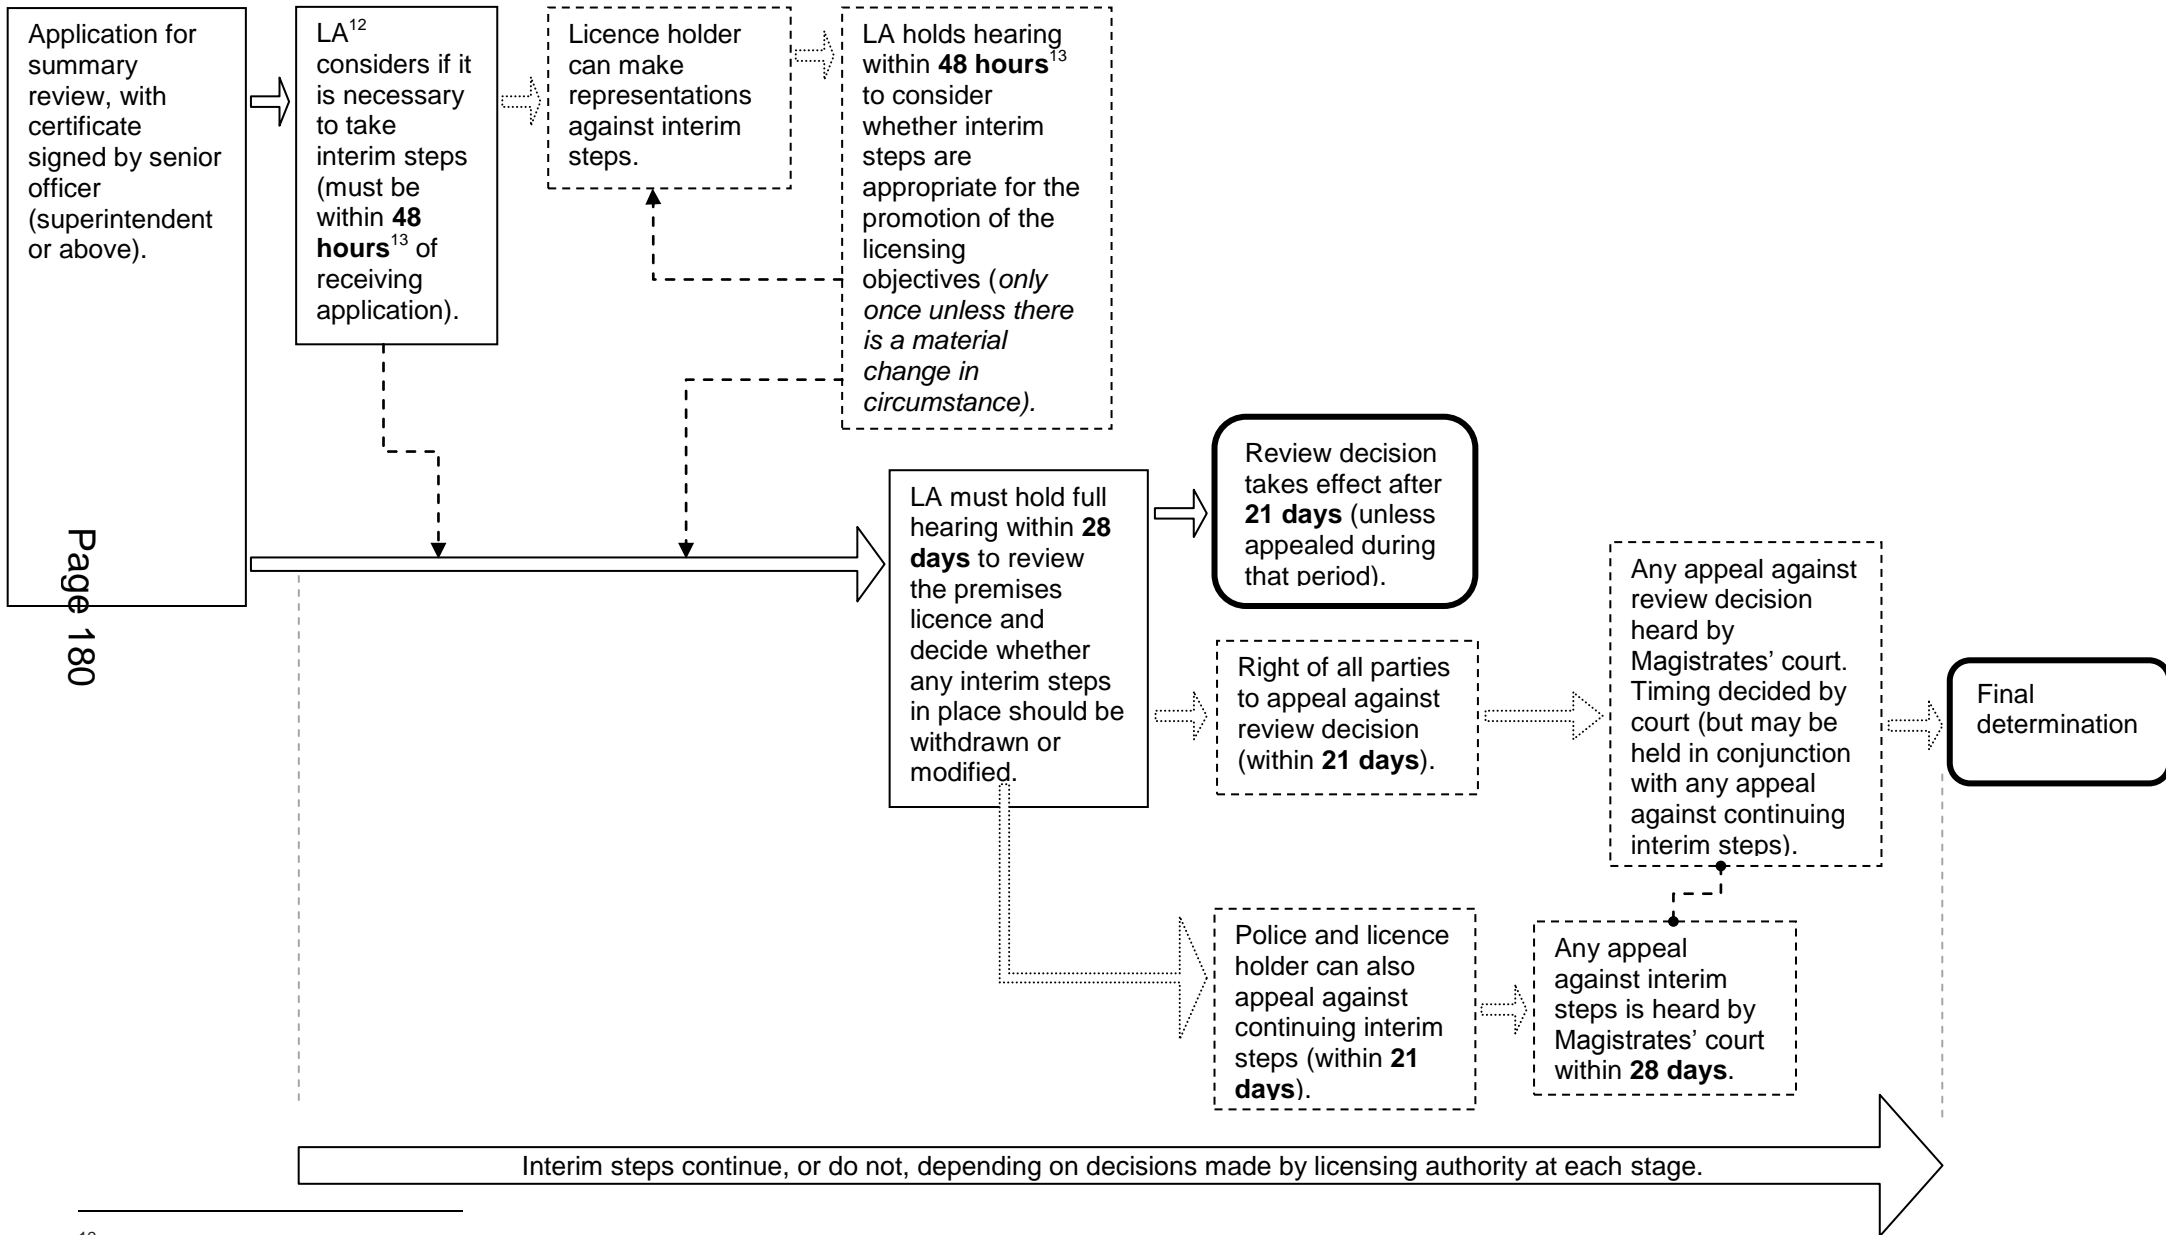 Application for
summary
review, with
certificate
signed by senior
officer
(superintendent
or above).
LA12
considers if it
is necessary
to take
interim steps
(must be
within 48
hours13 of
receiving
application).
Licence holder
can make
representations
against interim
steps.
LA holds hearing
within 48 hours13
to consider
whether interim
steps are
appropriate for the
promotion of the
licensing
objectives (only
once unless there
is a material
change in
circumstance).
LA must hold full
hearing within 28
days to review
the premises
licence and
decide whether
any interim steps
in place should be
withdrawn or
modified.
Review decision
takes effect after
21 days (unless
appealed during
that period).
Right of all parties
to appeal against
review decision
(within 21 days).
Any appeal against
review decision
heard by
Magistrates’ court.
Timing decided by
court (but may be
held in conjunction
with any appeal
against continuing
interim steps).
Final
determination
Police and licence
holder can also
appeal against
continuing interim
steps (within 21
days).
Any appeal
against interim
steps is heard by
Magistrates’ court
within 28 days.
Interim steps continue, or do not, depending on decisions made by licensing authority at each stage.
Page 180